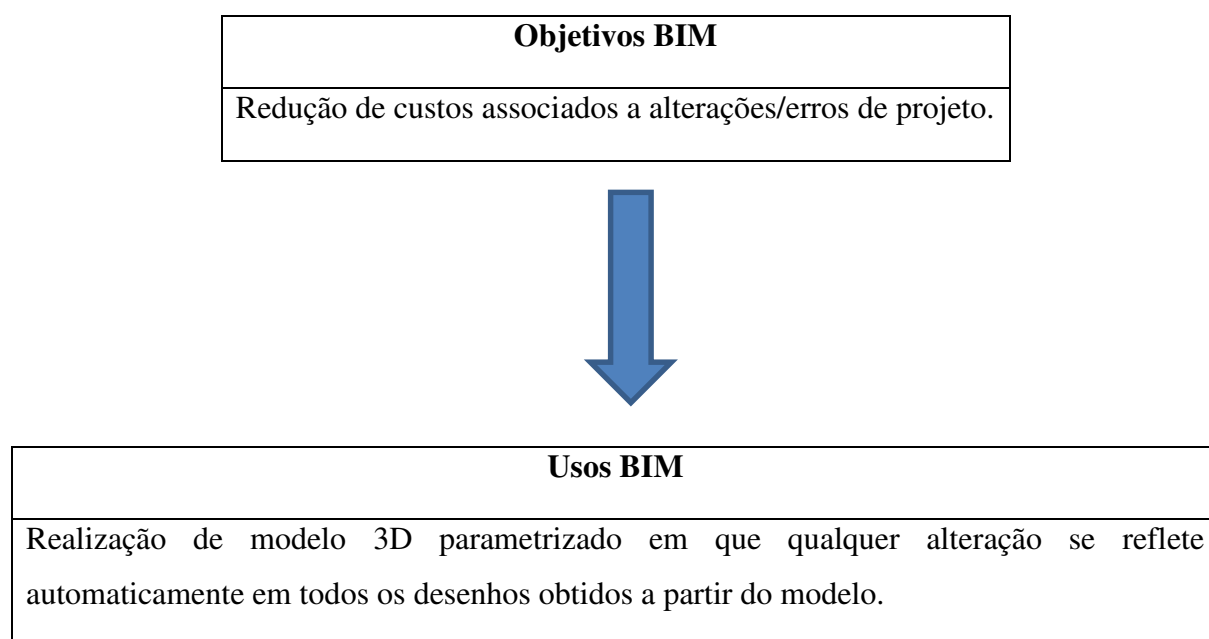 Objetivos BIM
Redução de custos associados a alterações/erros de projeto.
Usos BIM
Realização de modelo 3D parametrizado em que qualquer alteração se reflete
automaticamente em todos os desenhos obtidos a partir do modelo.